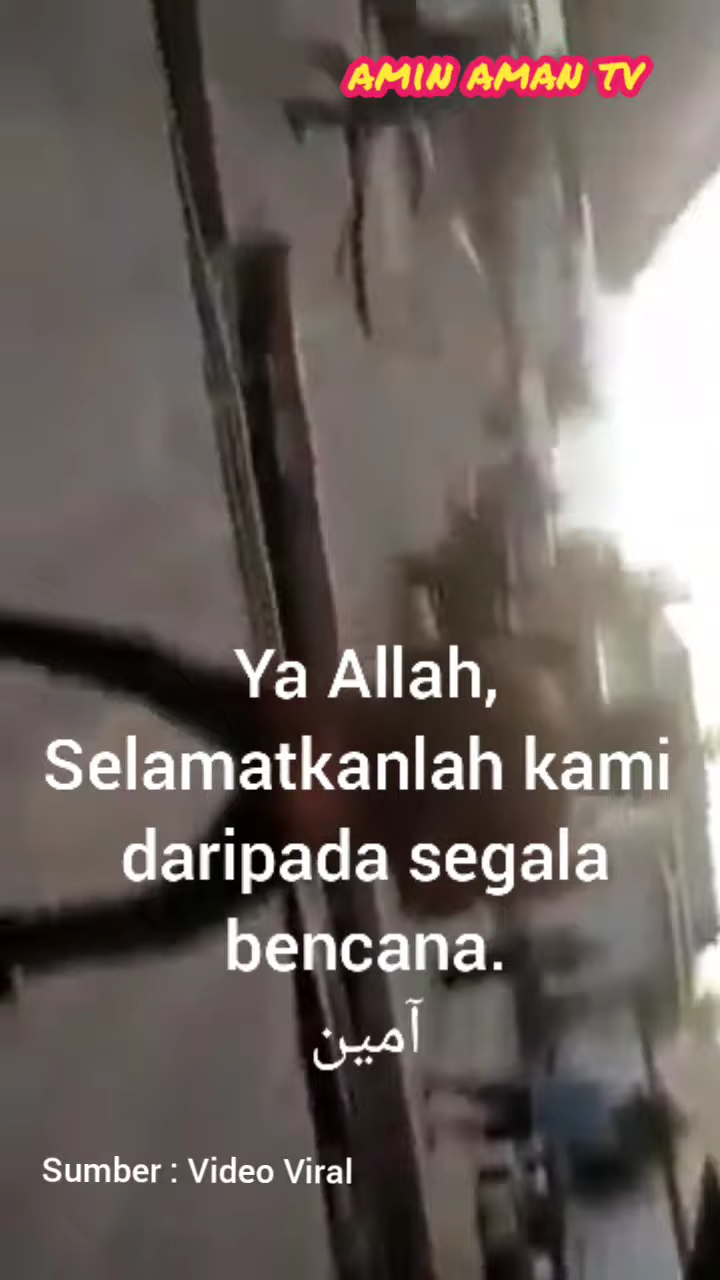 AMIN AMAN TV
Ya Allah,
Selamatkanlah kami
daripada segala
bencana.
آمين
Sumber : Video Viral